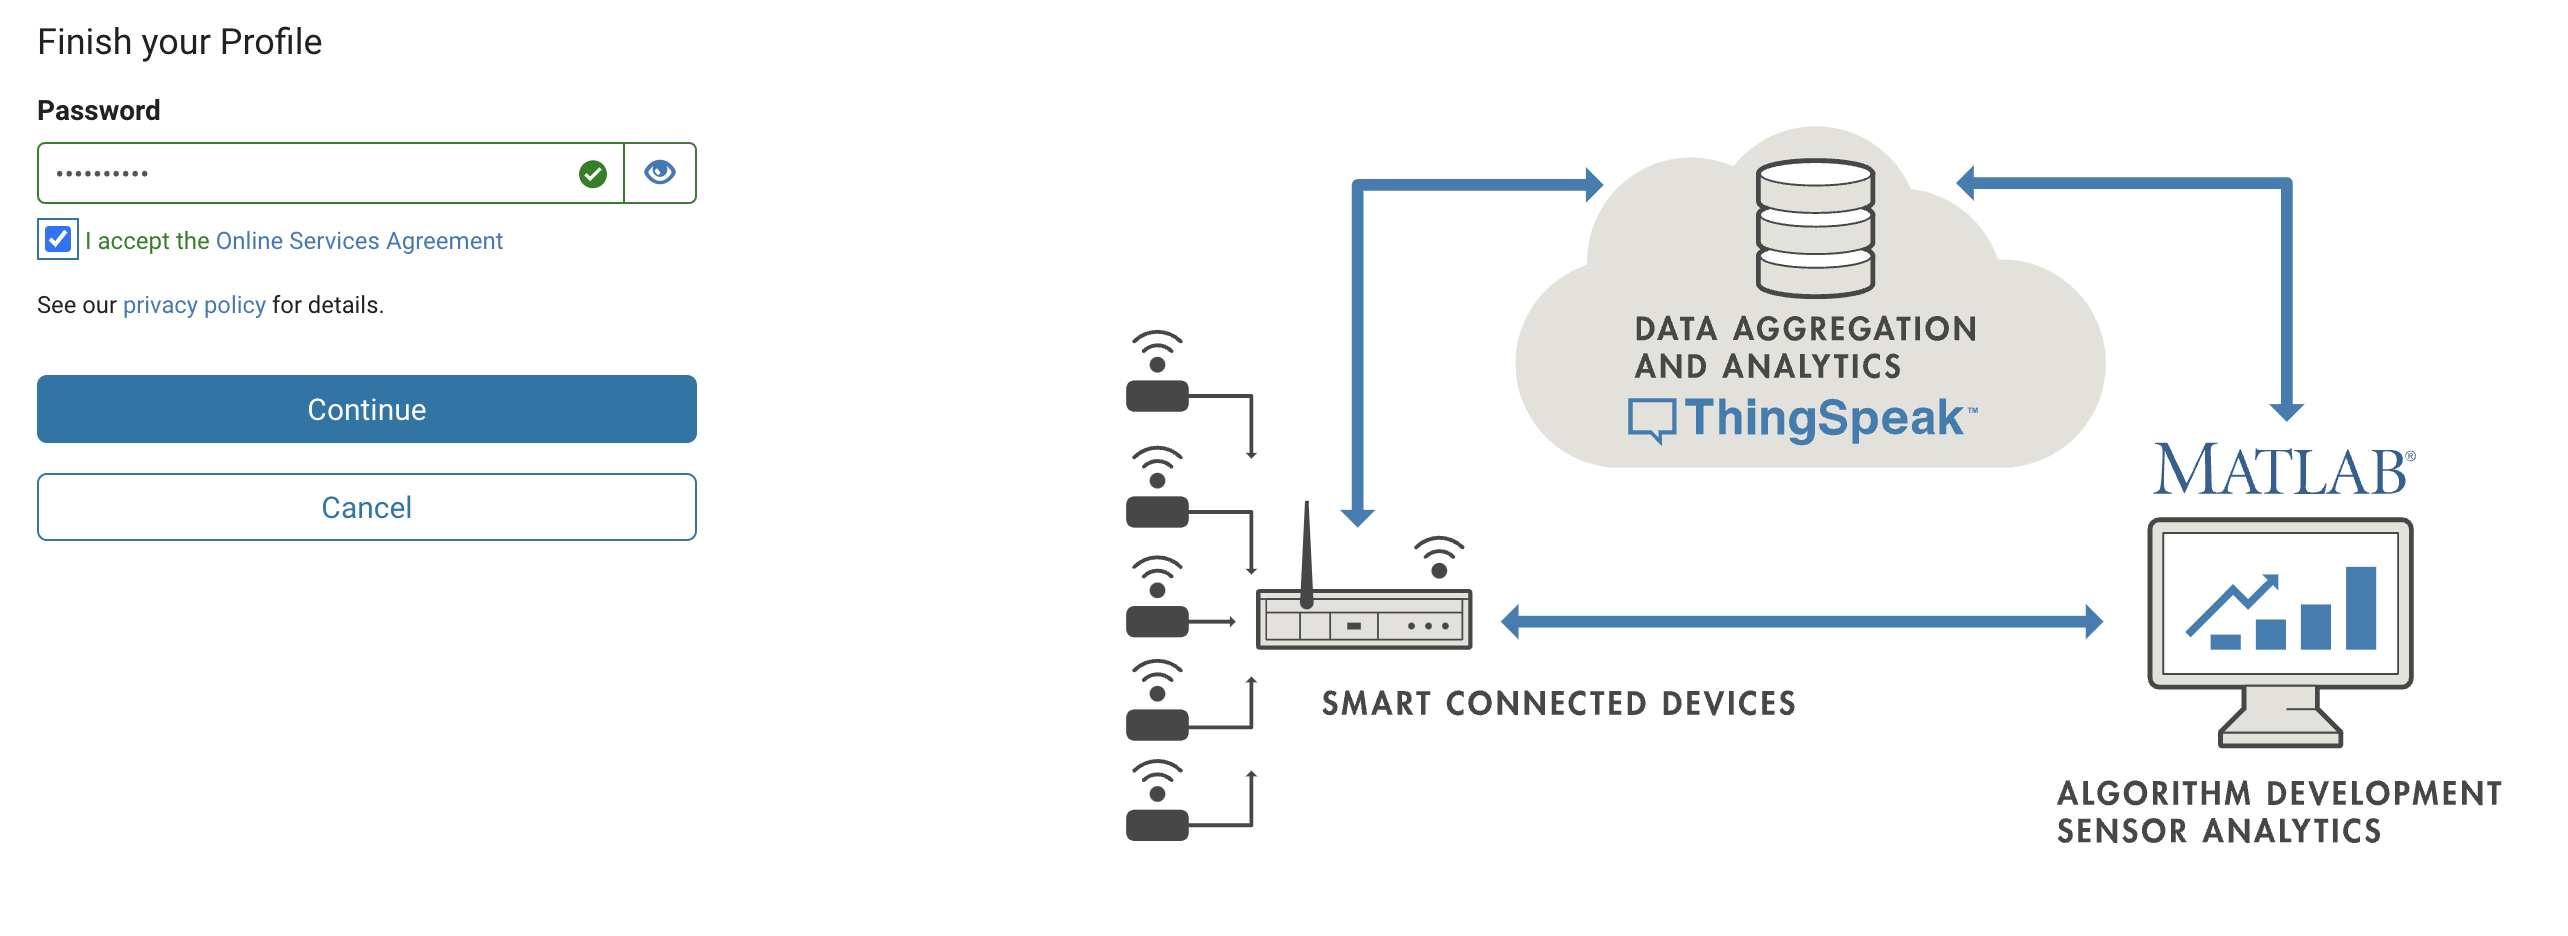 Finish your Profile
Password
••••••••••
I accept the Online Services Agreement
See our privacy policy for details.
Continue
Cancel
DATA AGGREGATION
AND ANALYTICS
ThingSpeak™
MATLAB®
SMART CONNECTED DEVICES
ALGORITHM DEVELOPMENT
SENSOR ANALYTICS